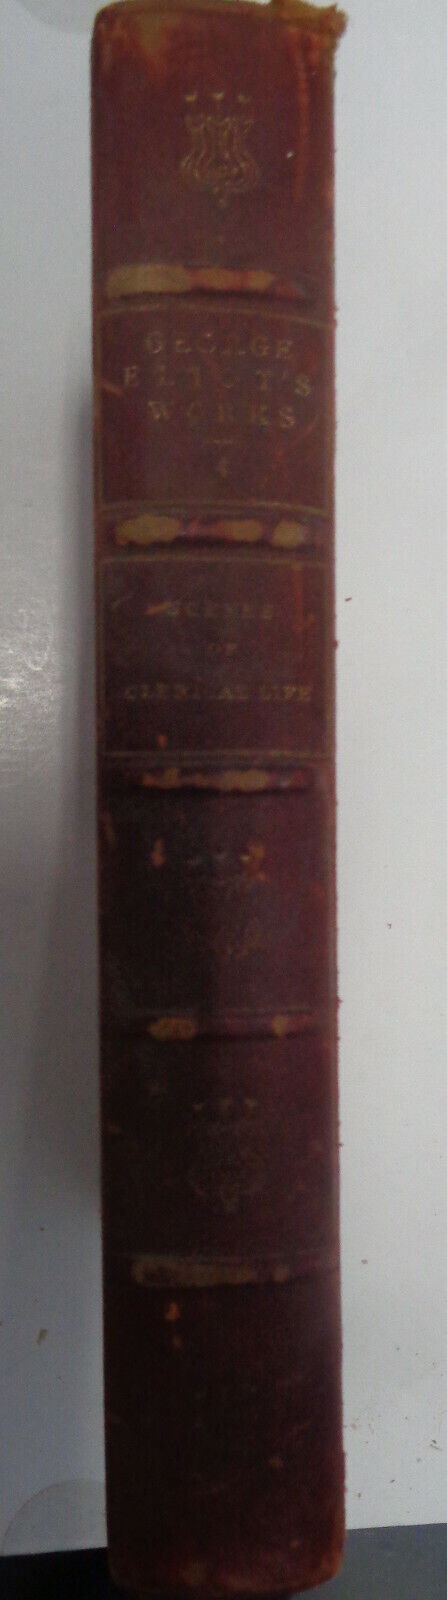 GEORGE
ELIOT'S
WORKS
4
SCENES
OF
CLERICAL LIFE